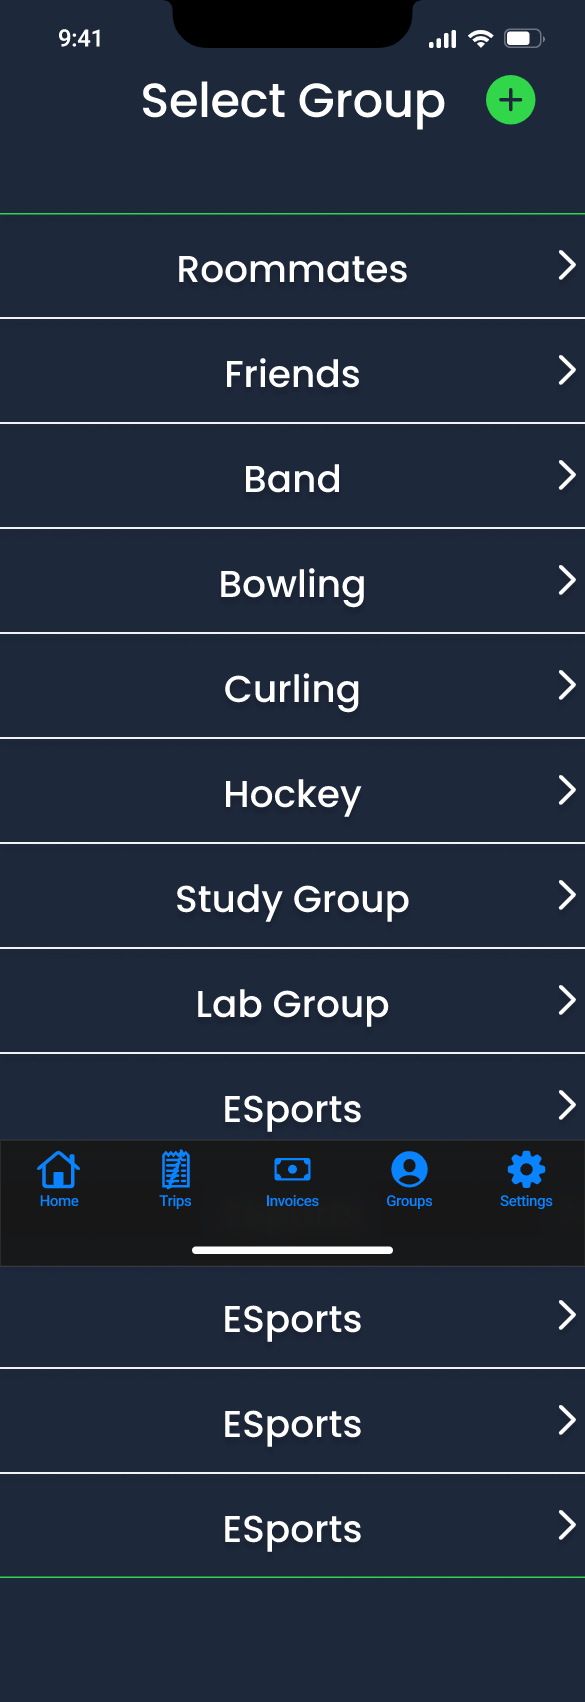 9:41
Select Group
Roommates
Friends
Band
Bowling
Curling
Hockey
Study Group
Lab Group
ESports
Home Trips Invoices Groups Settings
ESports
ESports
ESports